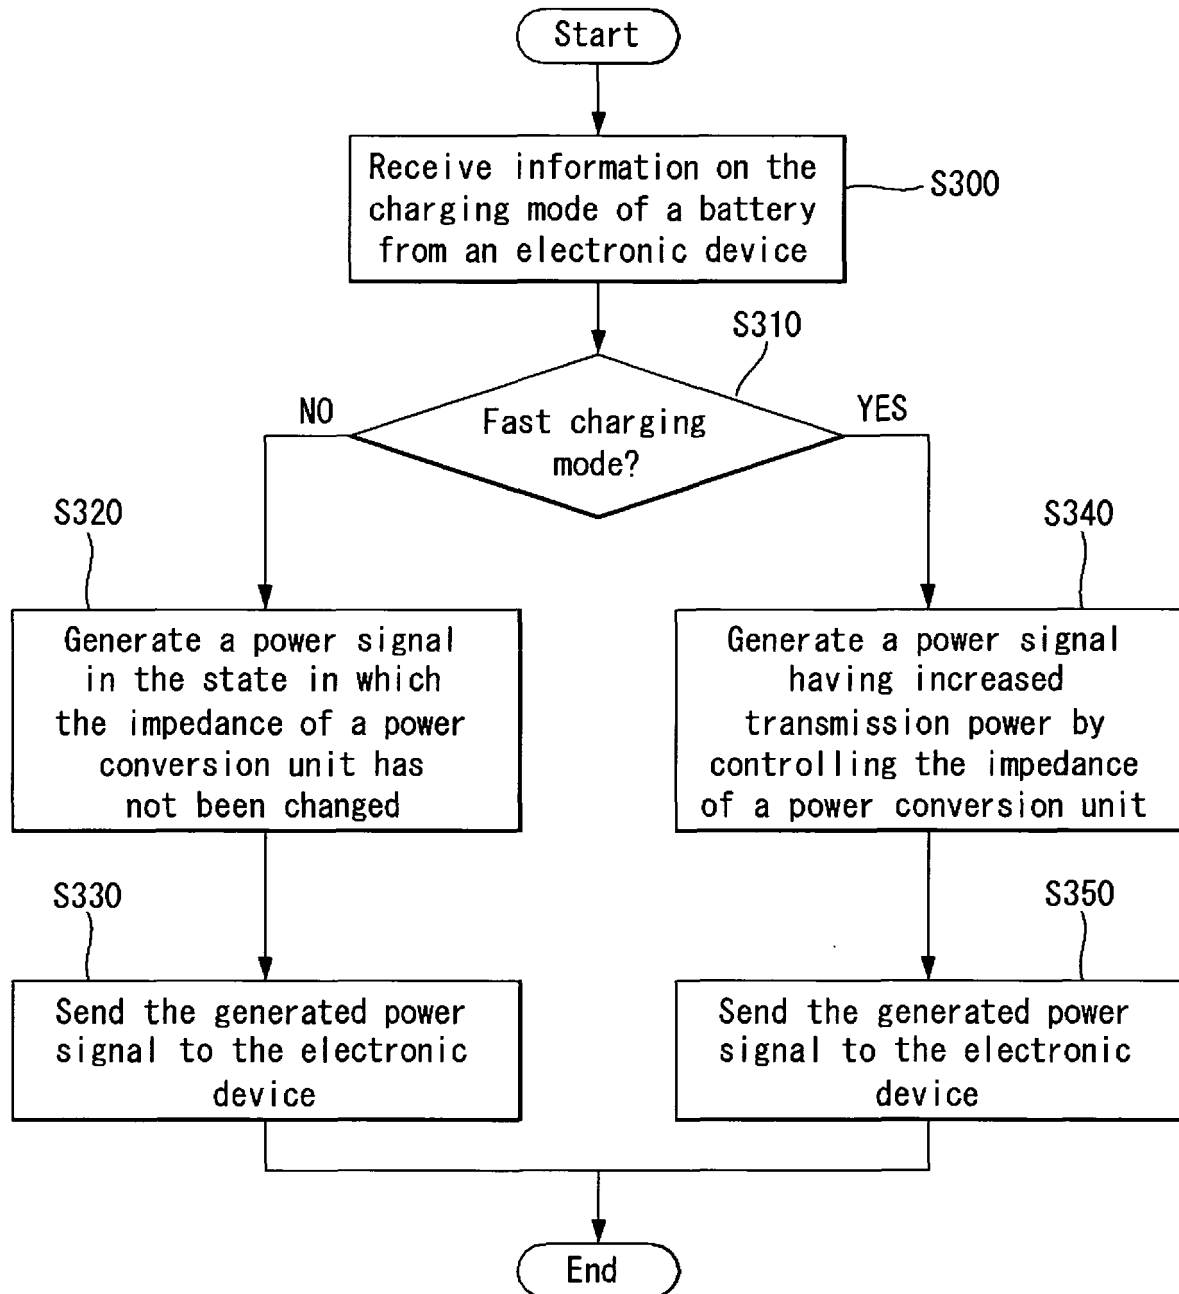 Start
Receive information on the
charging mode of a battery
from an electronic device
S300
S310
NO
Fast charging
mode?
YES
S320
Generate a power signal
in the state in which
the impedance of a power
conversion unit has
not been changed
S340
Generate a power signal
having increased
transmission power by
controlling the impedance
of a power conversion unit
S330
Send the generated power
signal to the electronic
device
S350
Send the generated power
signal to the electronic
device
End